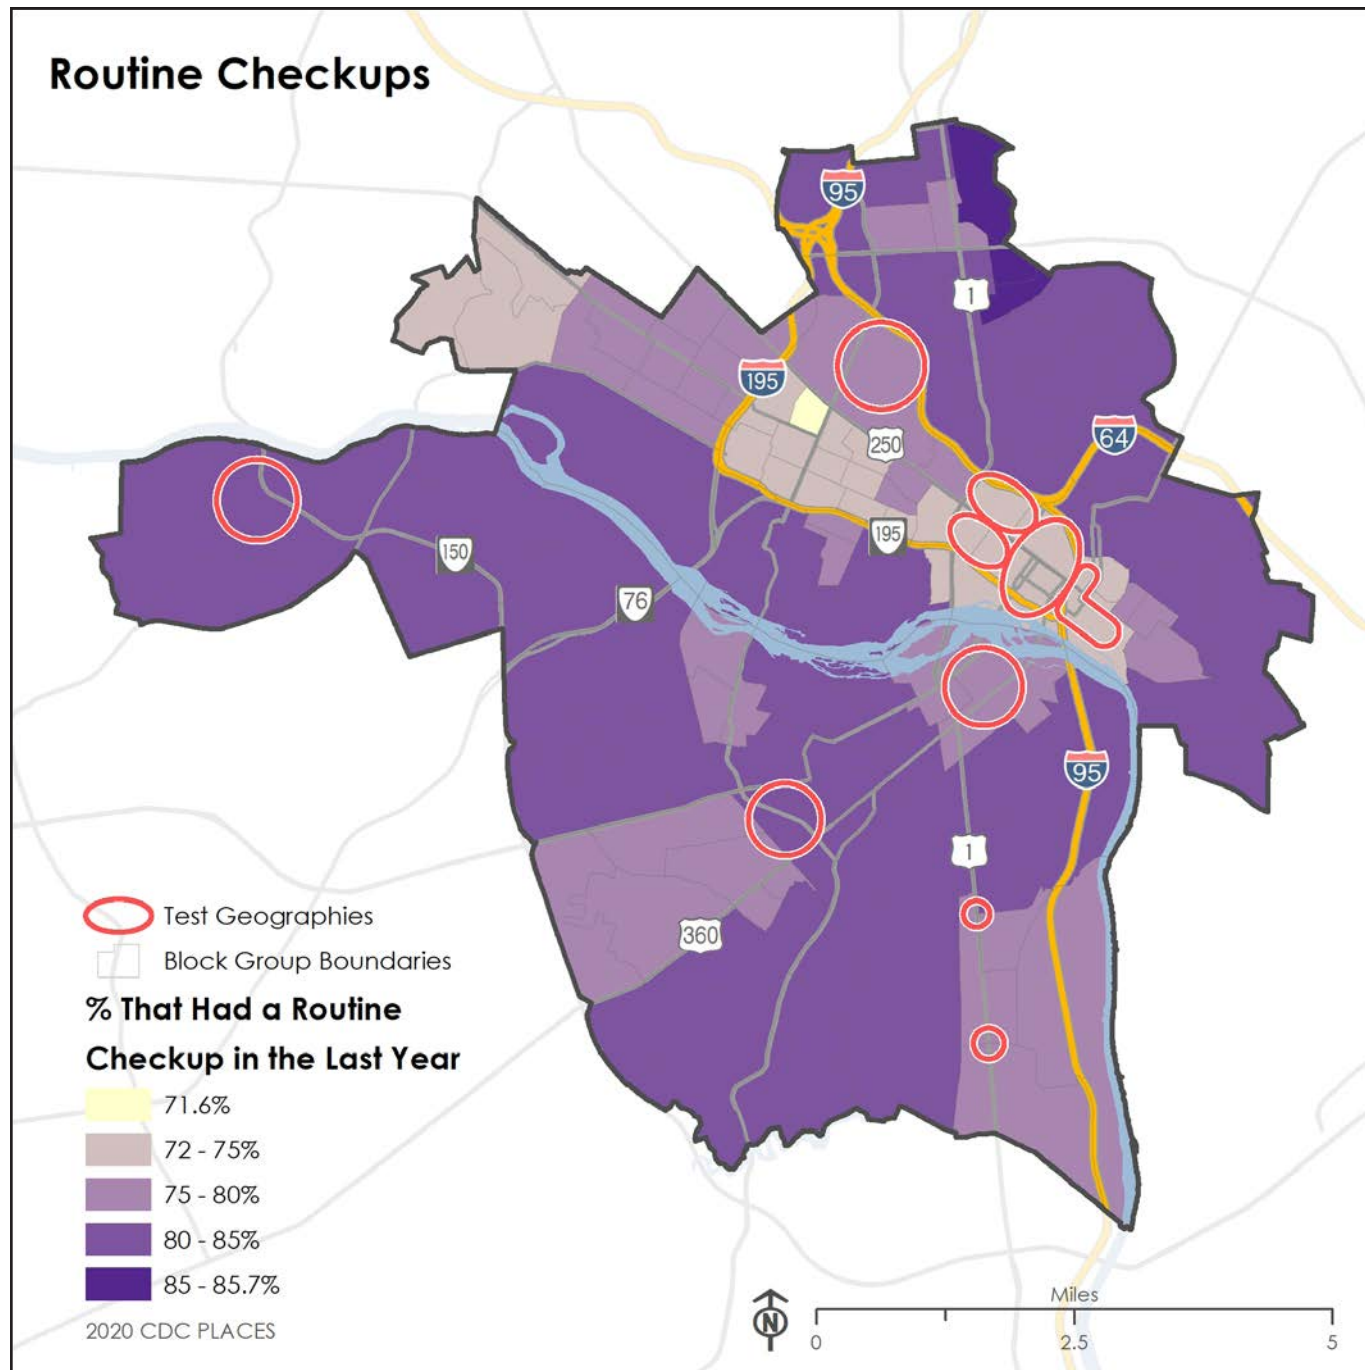 Routine Checkups
95
1
195
250
64
195
150
76
95
1
360
Test Geographies
Block Group Boundaries
% That Had a Routine
Checkup in the Last Year
71.6%
72 - 75%
75 - 80%
80 - 85%
85 - 85.7%
2020 CDC PLACES
N
Miles
0
2.5
5